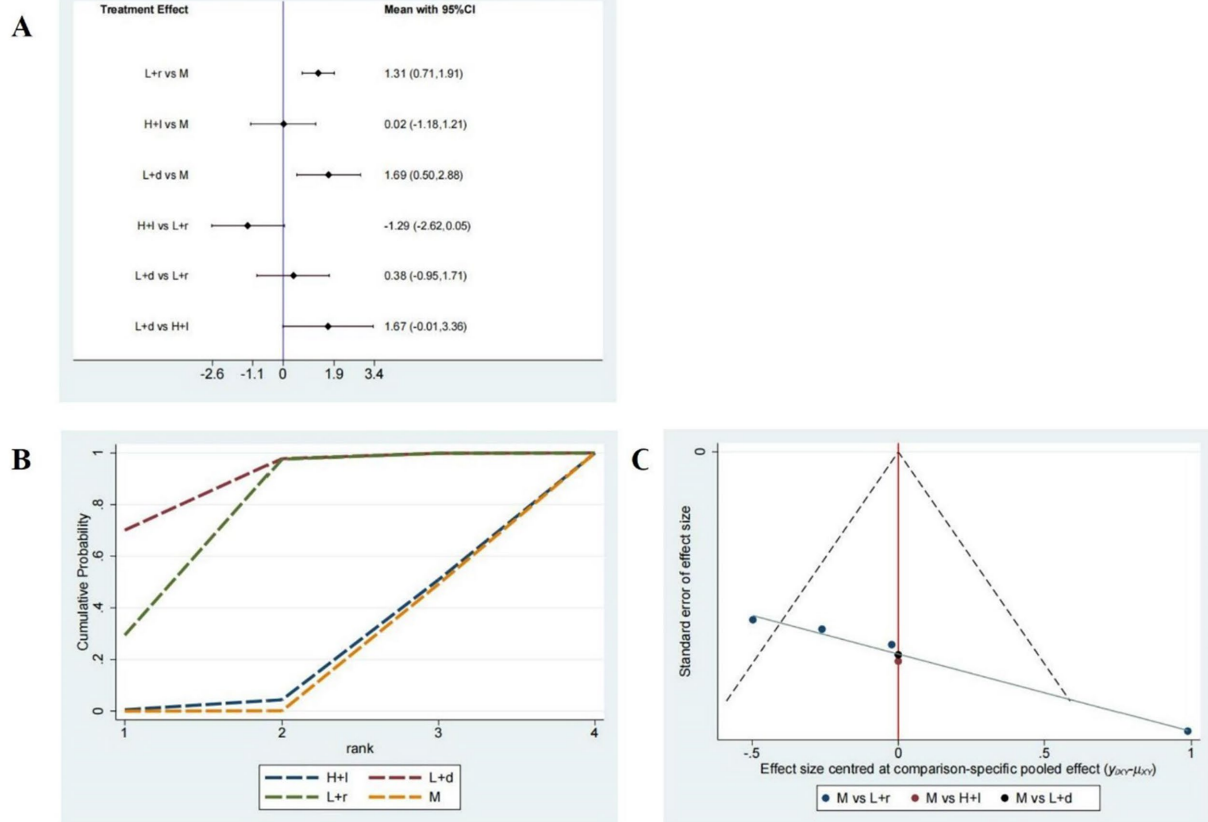 A
Treatment Effect Mean with 95%CI
L+r vs M 1.31 (0.71,1.91)
H+I vs M 0.02 (-1.18,1.21)
L+d vs M 1.69 (0.50,2.88)
H+I vs L+r -1.29 (-2.62,0.05)
L+d vs L+r 0.38 (-0.95,1.71)
L+d vs H+I 1.67 (-0.01,3.36)
-2.6 -1.1 0 1.9 3.4
B
Cumulative Probability
1
.8
.6
.4
.2
0
1 2 3 4
rank
H+I L+d
L+r M
C
Standard error of effect size
0
-.5 0 .5 1
Effect size centred at comparison-specific pooled effect (yiXY-μXY)
M vs L+r M vs H+I M vs L+d